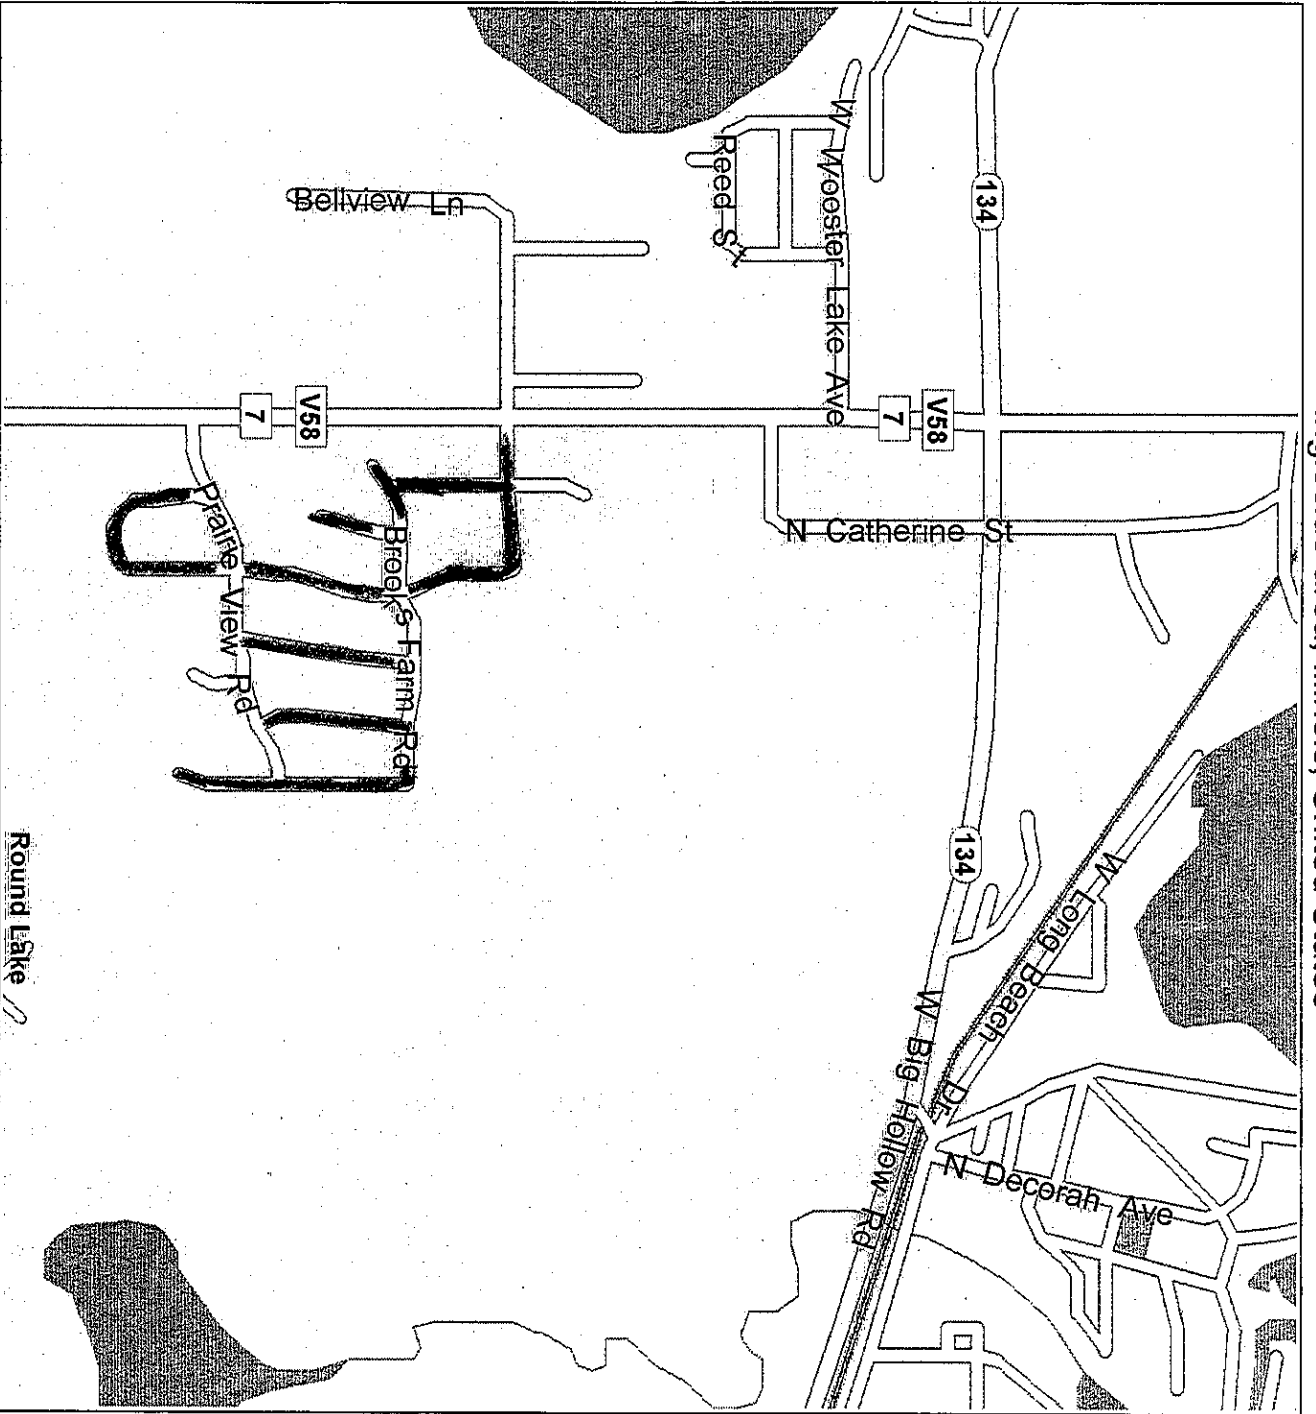 134
W Wooster Lake Ave
Reed St
Bellview Ln
V58
7
N Catherine St
V58
7
Brooks Farm Rd
Prairie View Rd
134
W Long Beach Dr
W Big Hollow Rd
N Decorah Ave
Round Lake